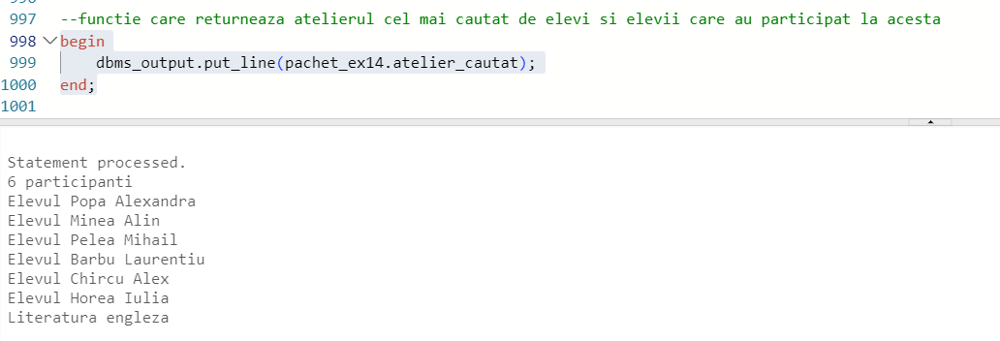 997 --functie care returneaza atelierul cel mai cautat de elevi si elevii care au participat la acesta
998 begin
999 dbms_output.put_line(pachet_ex14.atelier_cautat);
1000 end;
1001
Statement processed.
6 participanti
Elevul Popa Alexandra
Elevul Minea Alin
Elevul Pelea Mihail
Elevul Barbu Laurentiu
Elevul Chircu Alex
Elevul Horea Iulia
Literatura engleza